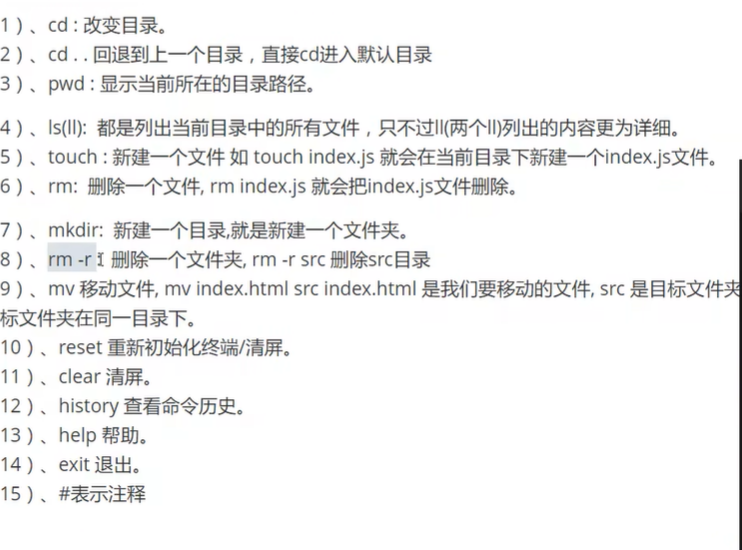 1）、cd : 改变目录。
2）、cd . . 回退到上一个目录，直接cd进入默认目录
3）、pwd : 显示当前所在的目录路径。
4）、ls(ll):  都是列出当前目录中的所有文件，只不过ll(两个ll)列出的内容更为详细。
5）、touch : 新建一个文件 如 touch index.js 就会在当前目录下新建一个index.js文件。
6）、rm:  删除一个文件, rm index.js 就会把index.js文件删除。
7）、mkdir:  新建一个目录,就是新建一个文件夹。
8）、rm -r : 删除一个文件夹, rm -r src 删除src目录
9）、mv 移动文件, mv index.html src index.html 是我们要移动的文件, src 是目标文件夹
标文件夹在同一目录下。
10）、reset 重新初始化终端/清屏。
11）、clear 清屏。
12）、history 查看命令历史。
13）、help 帮助。
14）、exit 退出。
15）、#表示注释